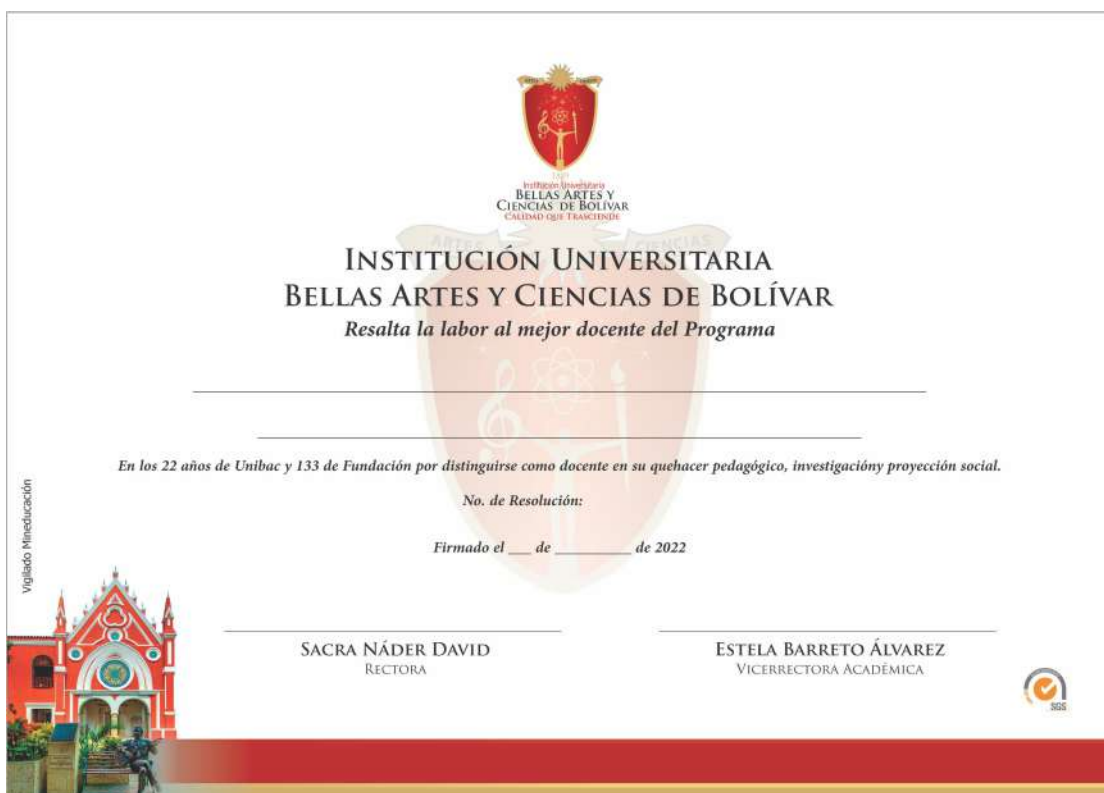 1889
Institución Universitaria
BELLAS ARTES Y
CIENCIAS DE BOLÍVAR
CALIDAD QUE TRASCIENDE
ARTES CIENCIAS
INSTITUCIÓN UNIVERSITARIA
BELLAS ARTES Y CIENCIAS DE BOLÍVAR
Resalta la labor al mejor docente del Programa
En los 22 años de Unibac y 133 de Fundación por distinguirse como docente en su quehacer pedagógico, investigacióny proyección social.
No. de Resolución:
Firmado el ___ de _________ de 2022
Vigilado Mineducación
SACRA NÁDER DAVID
RECTORA
ESTELA BARRETO ÁLVAREZ
VICERRECTORA ACADÉMICA
SGS